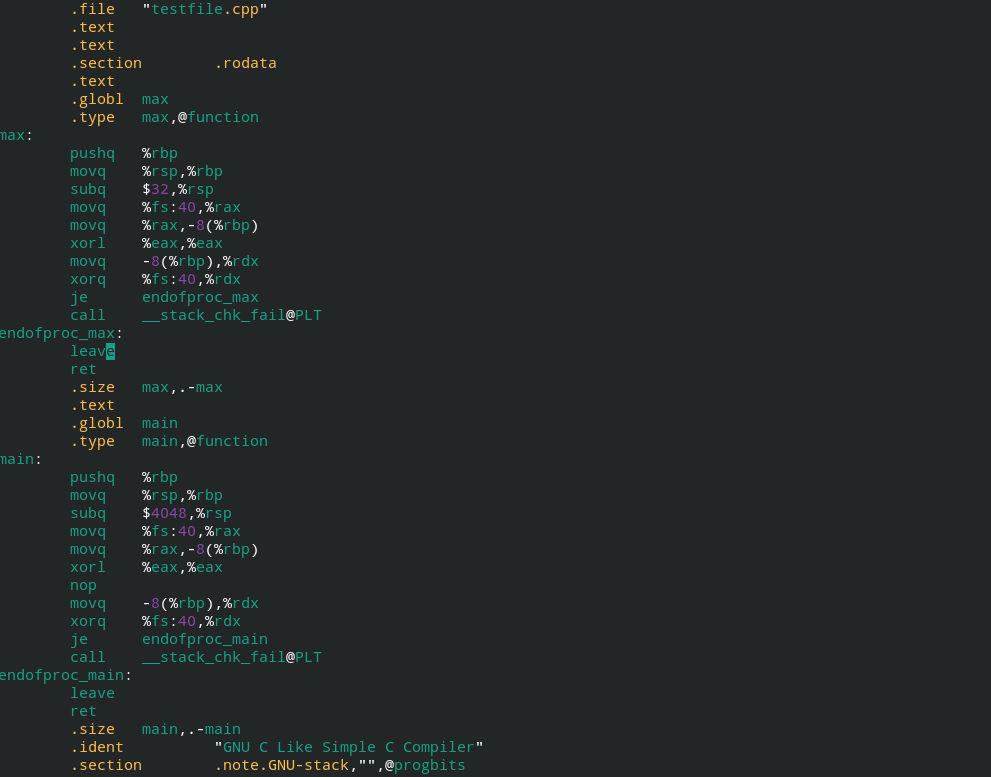 .file "testfile.cpp"
.text
.text
.section .rodata
.text
.globl max
.type max,@function
max:
pushq %rbp
movq %rsp,%rbp
subq $32,%rsp
movq %fs:40,%rax
movq %rax,-8(%rbp)
xorl %eax,%eax
movq -8(%rbp),%rdx
xorq %fs:40,%rdx
je endofproc_max
call __stack_chk_fail@PLT
endofproc_max:
leave
ret
.size max,.-max
.text
.globl main
.type main,@function
main:
pushq %rbp
movq %rsp,%rbp
subq $4048,%rsp
movq %fs:40,%rax
movq %rax,-8(%rbp)
xorl %eax,%eax
nop
movq -8(%rbp),%rdx
xorq %fs:40,%rdx
je endofproc_main
call __stack_chk_fail@PLT
endofproc_main:
leave
ret
.size main,.-main
.ident "GNU C Like Simple C Compiler"
.section .note.GNU-stack,"",@progbits